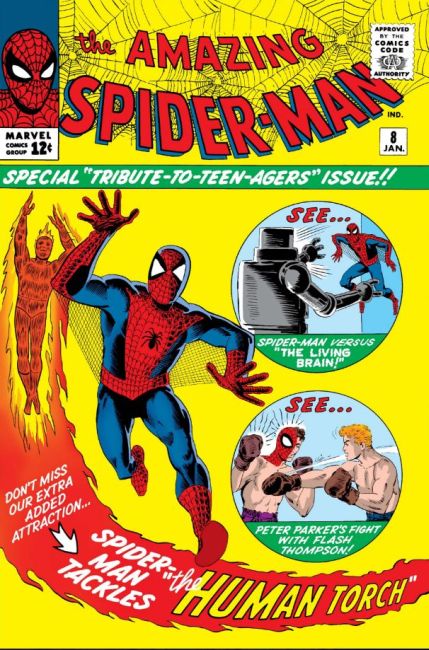 the AMAZING
SPIDER-MAN
APPROVED
BY THE
COMICS
CODE
AUTHORITY
IND.
MARVEL
COMICS
GROUP 12¢
8
JAN.
SPECIAL "TRIBUTE-TO-TEEN-AGERS" ISSUE!!
SEE...
SPIDER-MAN VERSUS
"THE LIVING
BRAIN!"
SEE...
PETER PARKER'S FIGHT
WITH FLASH
THOMPSON!
DON'T MISS
OUR EXTRA
ADDED
ATTRACTION...
SPIDER-
MAN
TACKLES
"the HUMAN TORCH"